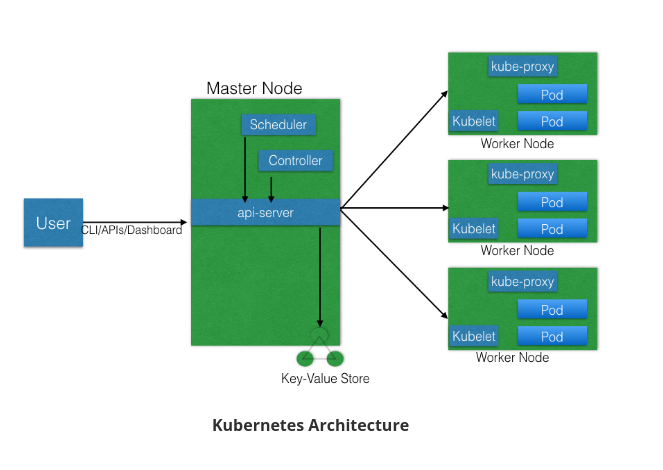 Master Node
Scheduler
Controller
api-server
User
CLI/APIs/Dashboard
Key-Value Store
kube-proxy
Pod
Kubelet
Pod
Worker Node
kube-proxy
Pod
Kubelet
Pod
Worker Node
kube-proxy
Pod
Kubelet
Pod
Worker Node
Kubernetes Architecture